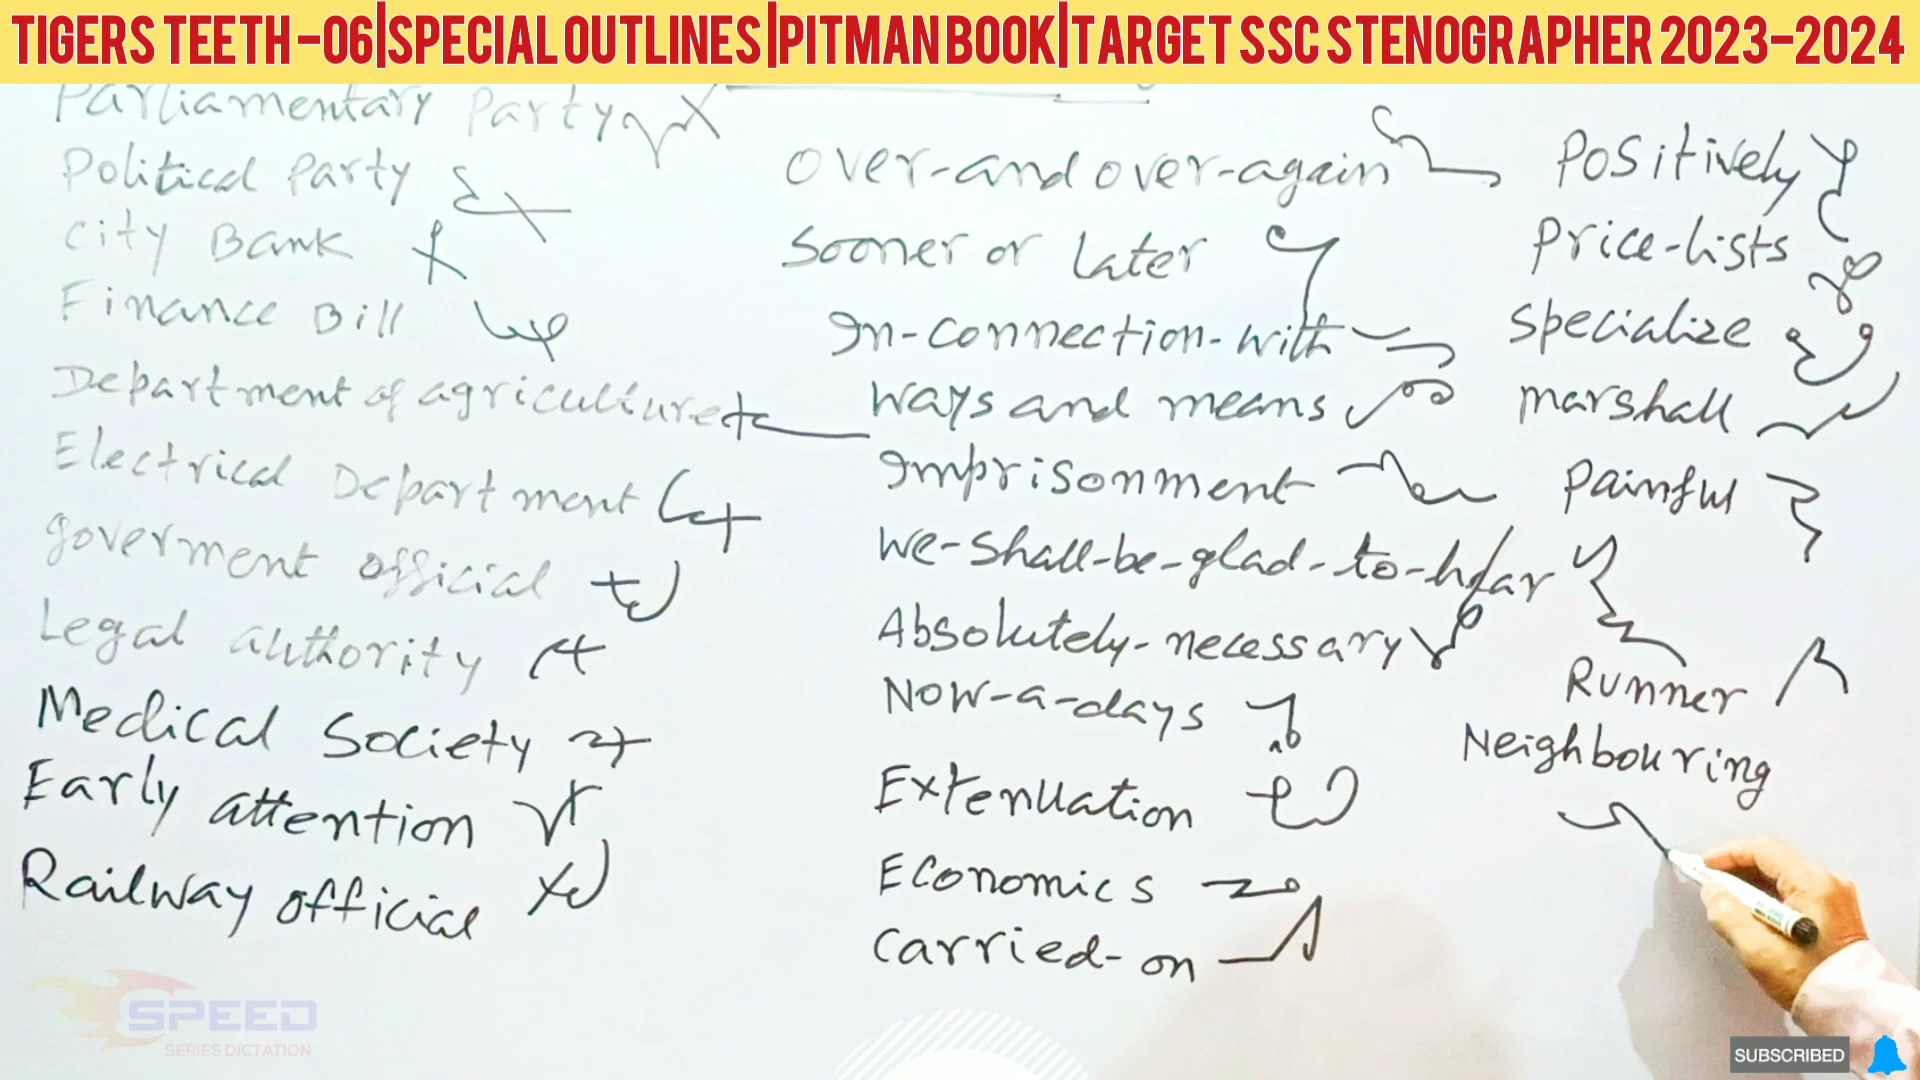 TIGERS TEETH -06|SPECIAL OUTLINES |PITMAN BOOK|TARGET SSC STENOGRAPHER 2023-2024
Parliamentary Party
Political Party
City Bank
Finance Bill
Department of agriculture
Electrical Department
goverment official
Legal authority
Medical Society
Early attention
Railway official
over-and over-again
Sooner or Later
In-connection-with
ways and means
Imprisonment
we-shall-be-glad-to-hear
Absolutely-necessary
Now-a-days
Extenuation
Economics
Carried-on
Positively
Price-lists
Specialize
marshall
Painful
Runner
Neighbouring
SPEED
SERIES DICTATION
SUBSCRIBED